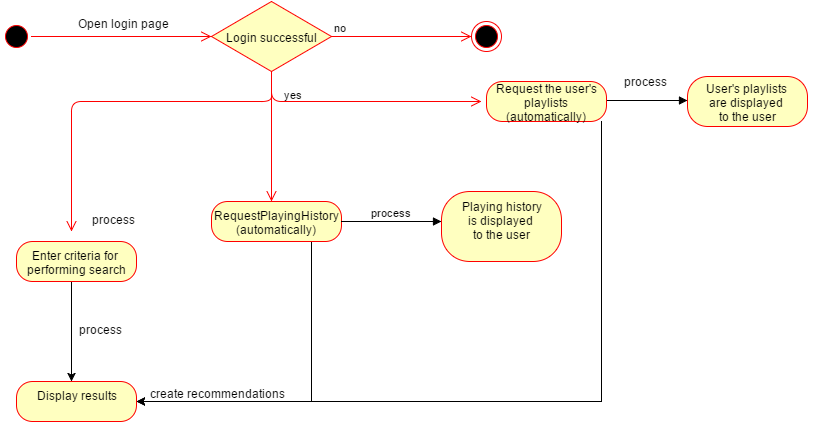 Open login page
Login successful
no
yes
Request the user's
playlists
(automatically)
process
User's playlists
are displayed
to the user
process
RequestPlayingHistory
(automatically)
process
Playing history
is displayed
to the user
Enter criteria for
performing search
process
Display results
create recommendations